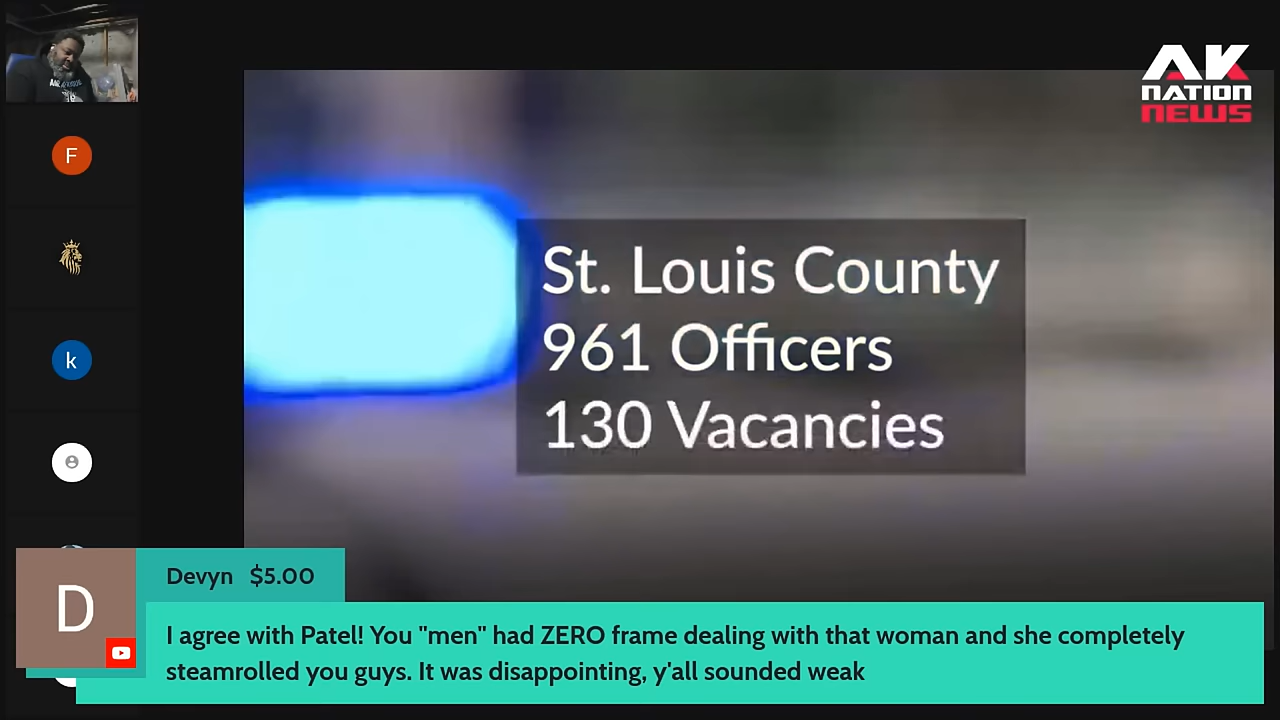 AK
NATION
NEWS
F
k
St. Louis County
961 Officers
130 Vacancies
D
Devyn $5.00
I agree with Patel! You "men" had ZERO frame dealing with that woman and she completely
steamrolled you guys. It was disappointing, y'all sounded weak